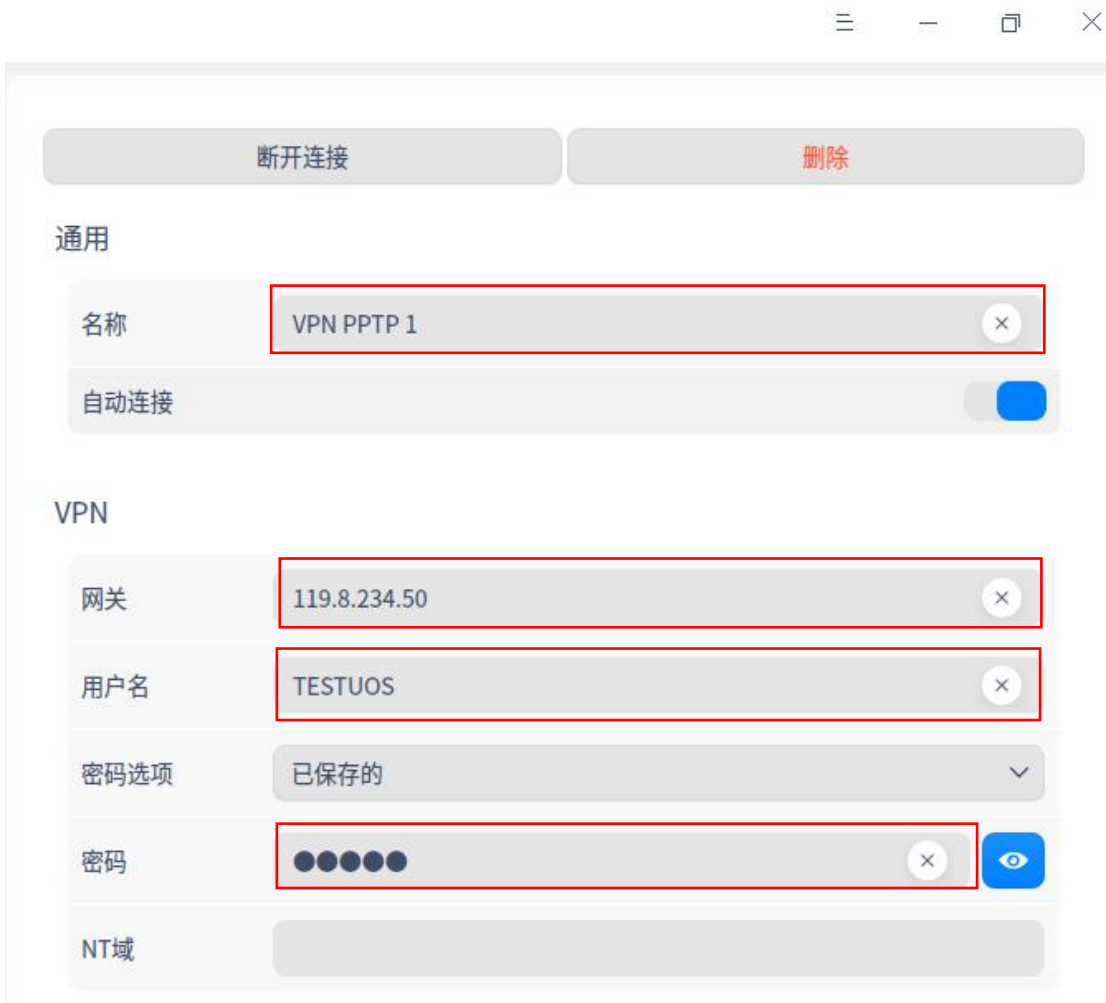 断开连接
删除
通用
名称 VPN PPTP 1
自动连接
VPN
网关 119.8.234.50
用户名 TESTUOS
密码选项 已保存的
密码 ●●●●●
NT域